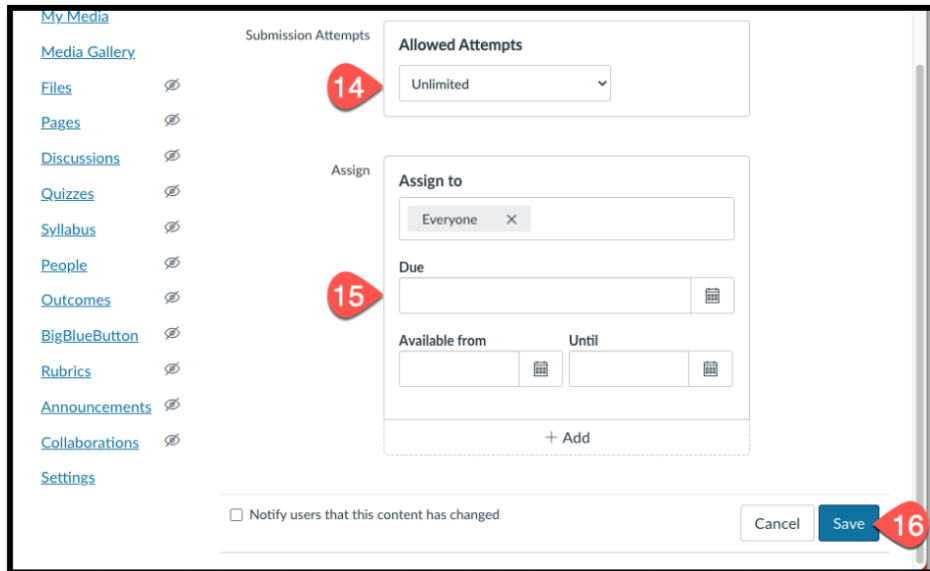 My Media
Media Gallery
Files
Pages
Discussions
Quizzes
Syllabus
People
Outcomes
BigBlueButton
Rubrics
Announcements
Collaborations
Settings
Submission Attempts
Allowed Attempts
14
Unlimited
Assign
Assign to
Everyone
Due
15
Available from Until
+ Add
Notify users that this content has changed
Cancel Save 16